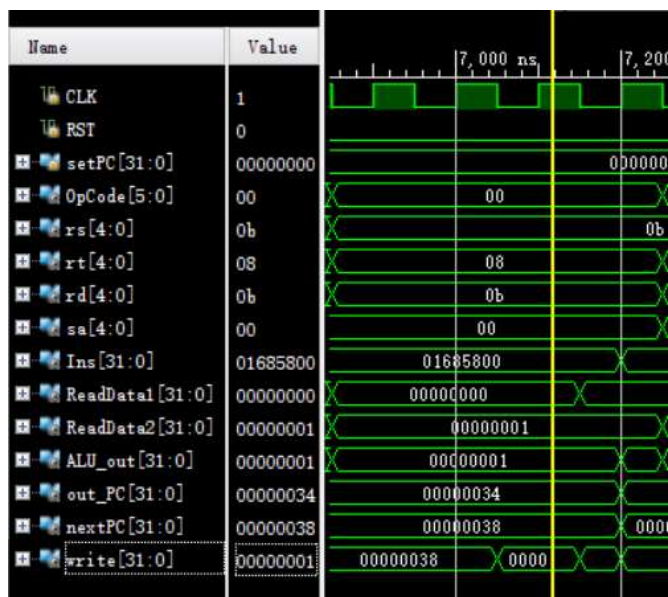 Name Value
7,000 ns 7,200
CLK 1
RST 0
setPC[31:0] 00000000 000000
OpCode[5:0] 00 00
rs[4:0] 0b 0b
rt[4:0] 08 08
rd[4:0] 0b 0b
sa[4:0] 00 00
Ins[31:0] 01685800 01685800
ReadData1[31:0] 00000000 00000000
ReadData2[31:0] 00000001 00000001
ALU_out[31:0] 00000001 00000001
out_PC[31:0] 00000034 00000034
nextPC[31:0] 00000038 00000038 0000
write[31:0] 00000001 00000038 0000